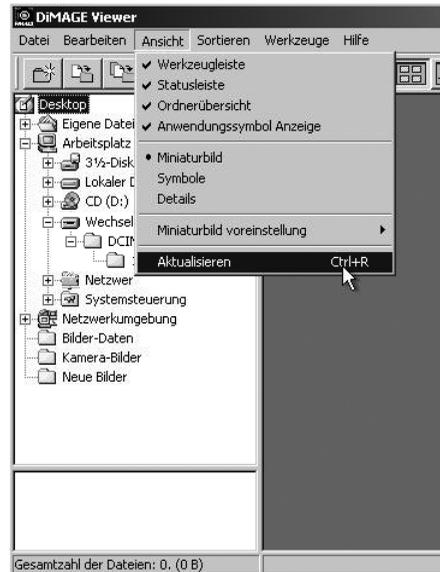 DiMAGE Viewer
Datei Bearbeiten Ansicht Sortieren Werkzeuge Hilfe
✔ Werkzeugleiste
✔ Statusleiste
✔ Ordnerübersicht
✔ Anwendungssymbol Anzeige
• Miniaturbild
Symbole
Details
Miniaturbild voreinstellung
Aktualisieren Ctrl+R
Desktop
Eigene Datei
Arbeitsplatz
3½-Disk
Lokaler D
CD (D:)
Wechsel
DCIM
Netzwer
Systemsteuerung
Netzwerkumgebung
Bilder-Daten
Kamera-Bilder
Neue Bilder
Gesamtzahl der Dateien: 0. (0 B)